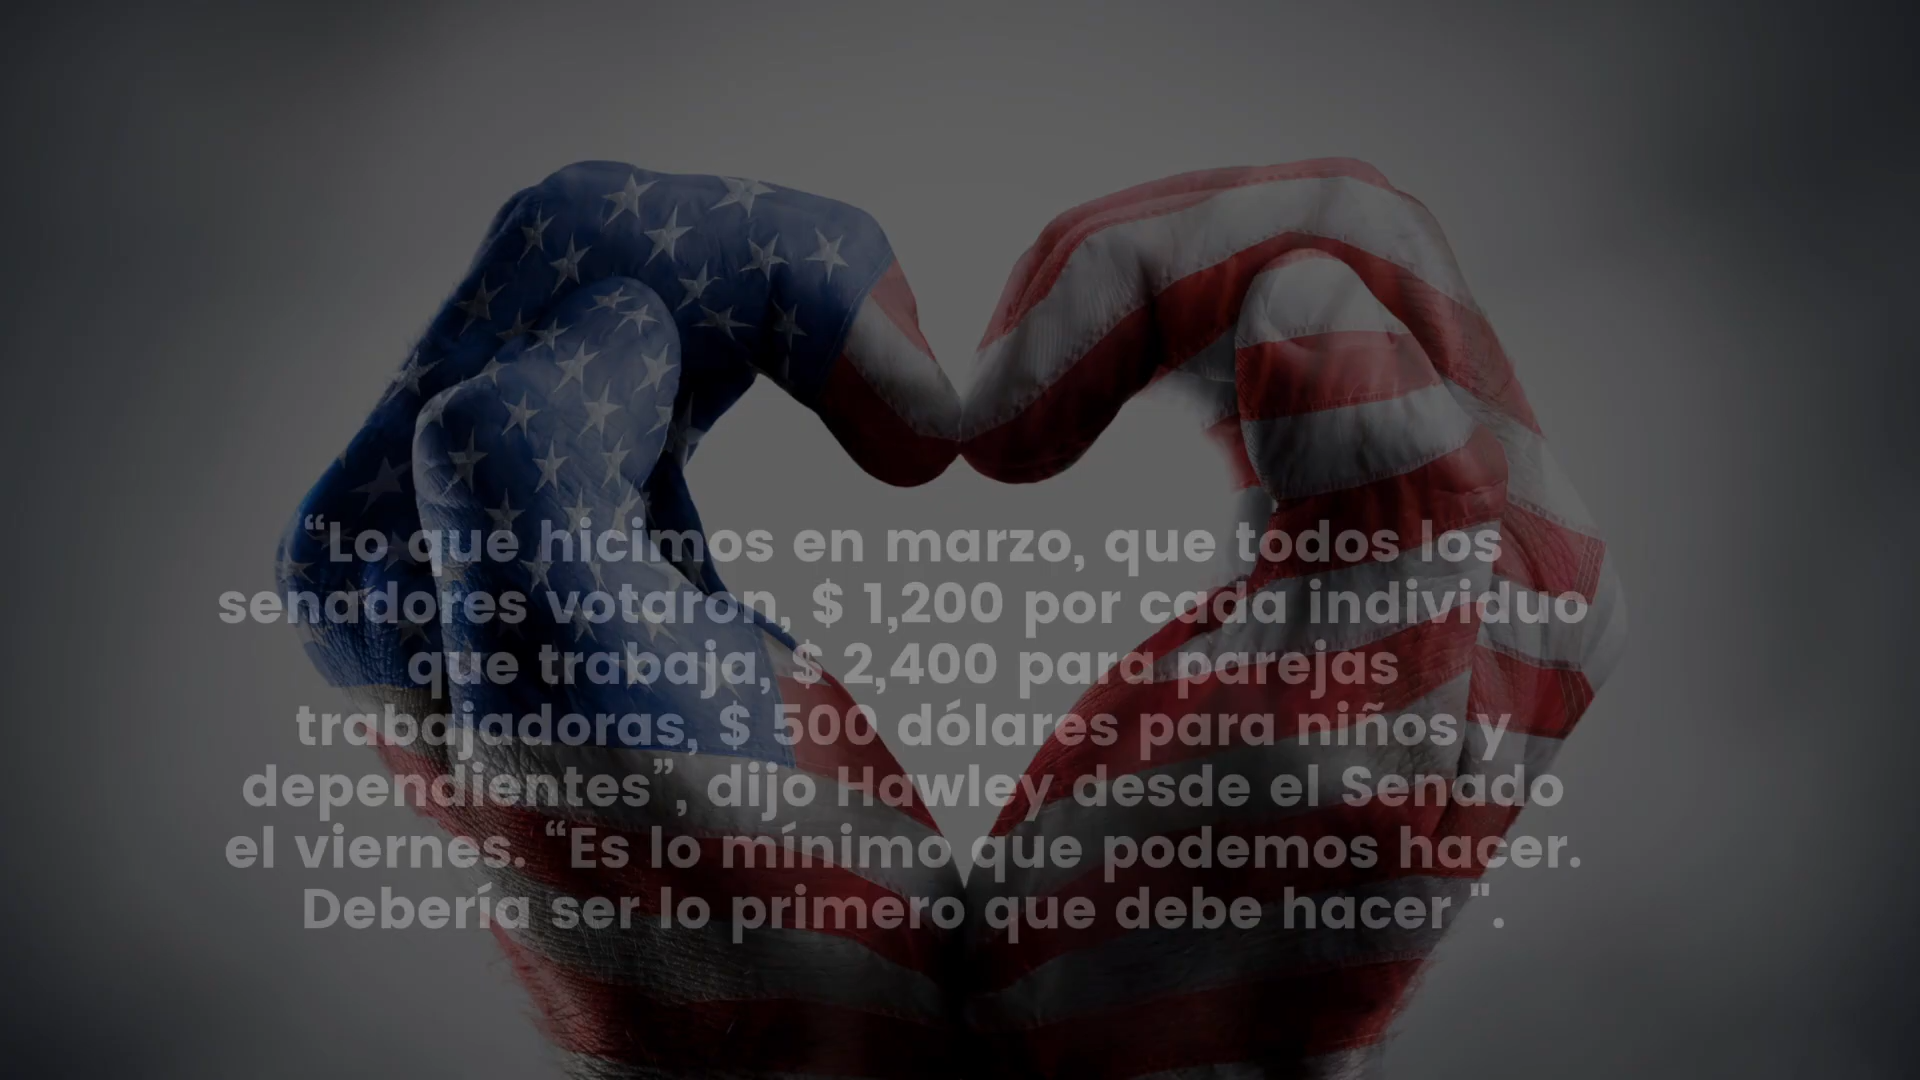 “Lo que hicimos en marzo, que todos los
senadores votaron, $ 1,200 por cada individuo
que trabaja, $ 2,400 para parejas
trabajadoras, $ 500 dólares para niños y
dependientes”, dijo Hawley desde el Senado
el viernes. “Es lo mínimo que podemos hacer.
Debería ser lo primero que debe hacer ".